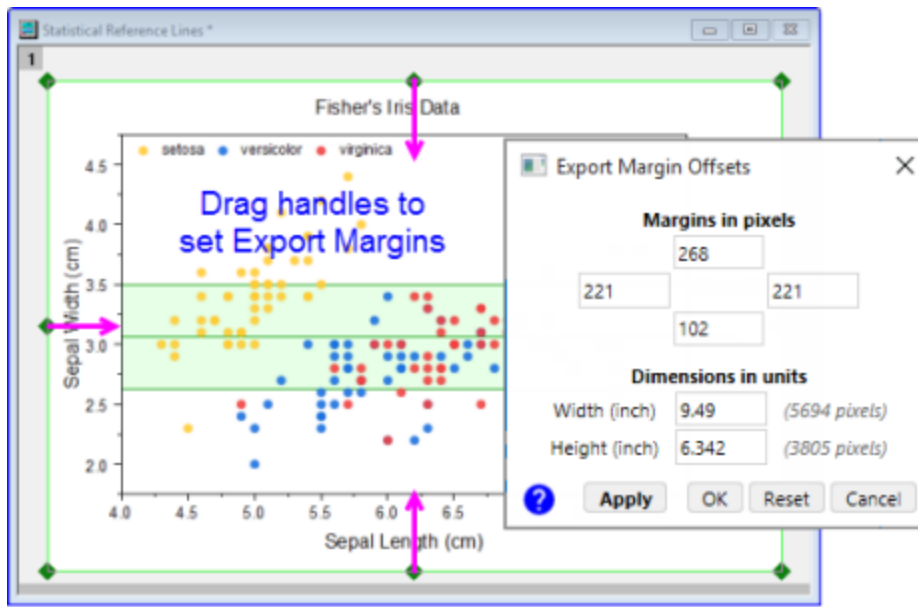 Statistical Reference Lines *
1
Fisher's Iris Data
setosa versicolor virginica
Drag handles to
set Export Margins
Sepal Width (cm)
4.5
4.0
3.5
3.0
2.5
2.0
4.0 4.5 5.0 5.5 6.0 6.5
Sepal Length (cm)
Export Margin Offsets
Margins in pixels
268
221 221
102
Dimensions in units
Width (inch) 9.49 (5694 pixels)
Height (inch) 6.342 (3805 pixels)
? Apply OK Reset Cancel